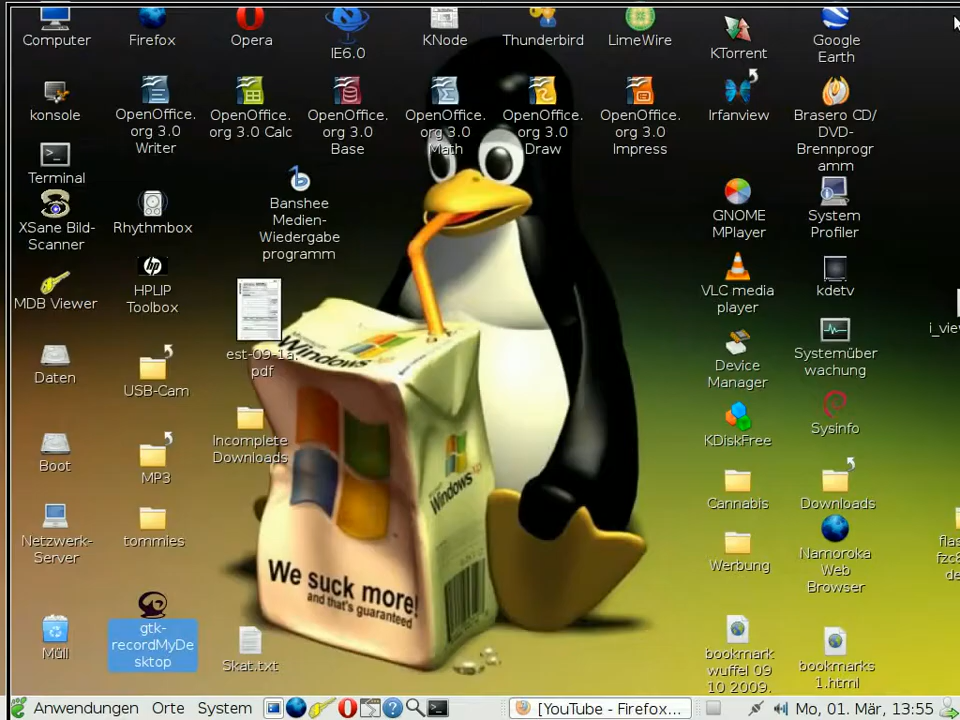 Computer
Firefox
Opera
IE6.0
KNode
Thunderbird
LimeWire
KTorrent
Google
Earth
konsole
OpenOffice.
org 3.0
Writer
OpenOffice.
org 3.0 Calc
OpenOffice.
org 3.0
Base
OpenOffice.
org 3.0
Math
OpenOffice.
org 3.0
Draw
OpenOffice.
org 3.0
Impress
Irfanview
Brasero CD/
DVD-
Brennprogr
amm
Terminal
XSane Bild-
Scanner
Rhythmbox
Banshee
Medien-
Wiedergabe
programm
GNOME
MPlayer
System
Profiler
MDB Viewer
HPLIP
Toolbox
est-09-1a.
pdf
VLC media
player
kdetv
i_vie
Daten
USB-Cam
Device
Manager
Systemüber
wachung
Windows
Incomplete
Downloads
KDiskFree
Sysinfo
Boot
MP3
Windows
Cannabis
Downloads
Netzwerk-
Server
tommies
Werbung
Namoroka
Web
Browser
flas
fzc8
de
We suck more!
and that's guaranteed
Müll
gtk-
recordMyDe
sktop
Skat.txt
bookmark
wuffel 09
10 2009.
bookmarks
1.html
Anwendungen Orte System [YouTube - Firefox... Mo, 01. Mär, 13:55